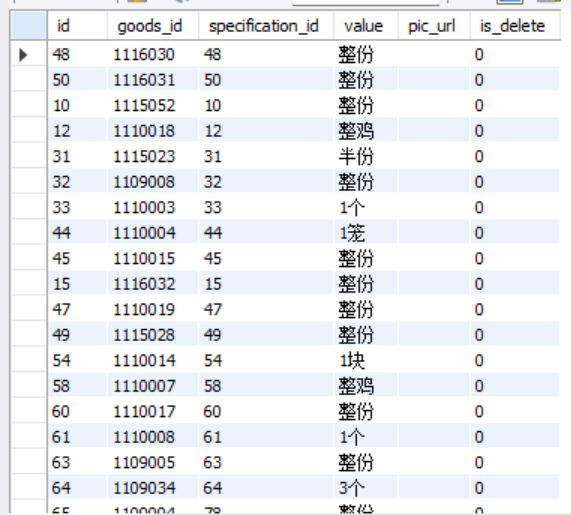 id goods_id specification_id value pic_url is_delete
48 1116030 48 整份 0
50 1116031 50 整份 0
10 1115052 10 整份 0
12 1110018 12 整鸡 0
31 1115023 31 半份 0
32 1109008 32 整份 0
33 1110003 33 1个 0
44 1110004 44 1笼 0
45 1110015 45 整份 0
15 1116032 15 整份 0
47 1110019 47 整份 0
49 1115028 49 整份 0
54 1110014 54 1块 0
58 1110007 58 整鸡 0
60 1110017 60 整份 0
61 1110008 61 1个 0
63 1109005 63 整份 0
64 1109034 64 3个 0